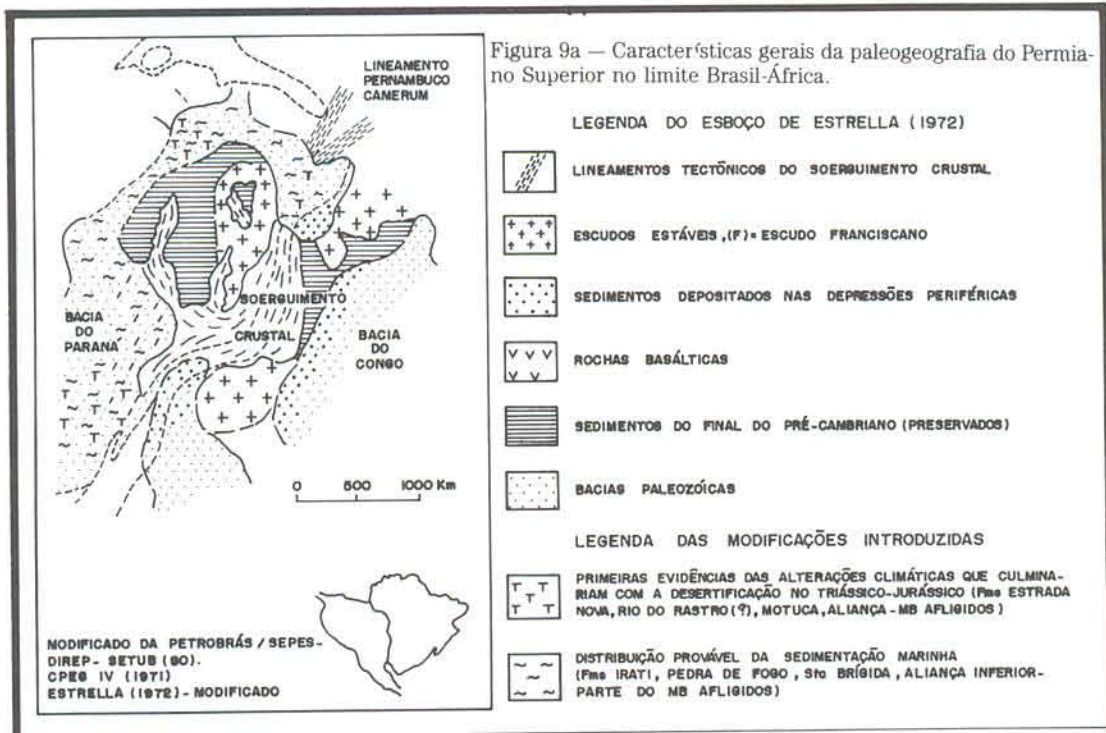 Figura 9a — Características gerais da paleogeografia do Permia-
no Superior no limite Brasil-África.
LINEAMENTO
PERNAMBUCO
CAMERUM
SOERGUIMENTO
CRUSTAL
BACIA
DO
PARANA
BACIA
DO
CONGO
0 500 1000 Km
MODIFICADO DA PETROBRÁS / SEPES-
DIREP- SETUB (BO).
CPEG IV (1971)
ESTRELLA (1972) - MODIFICADO
LEGENDA DO ESBOÇO DE ESTRELLA (1972)
LINEAMENTOS TECTÔNICOS DO SOERGUIMENTO CRUSTAL
ESCUDOS ESTÁVEIS, (F) = ESCUDO FRANCISCANO
SEDIMENTOS DEPOSITADOS NAS DEPRESSÕES PERIFÉRICAS
ROCHAS BASÁLTICAS
SEDIMENTOS DO FINAL DO PRÉ-CAMBRIANO (PRESERVADOS)
BACIAS PALEOZÓICAS
LEGENDA DAS MODIFICAÇÕES INTRODUZIDAS
PRIMEIRAS EVIDÊNCIAS DAS ALTERAÇÕES CLIMÁTICAS QUE CULMINA-
RIAM COM A DESERTIFICAÇÃO NO TRIÁSSICO-JURÁSSICO (Fms ESTRADA
NOVA, RIO DO RASTRO(?), MOTUCA, ALIANÇA-MB AFLIGIDOS)
DISTRIBUIÇÃO PROVÁVEL DA SEDIMENTAÇÃO MARINHA
(Fms IRATI, PEDRA DE FOGO, Sta BRÍGIDA, ALIANÇA INFERIOR-
PARTE DO MB AFLIGIDOS)